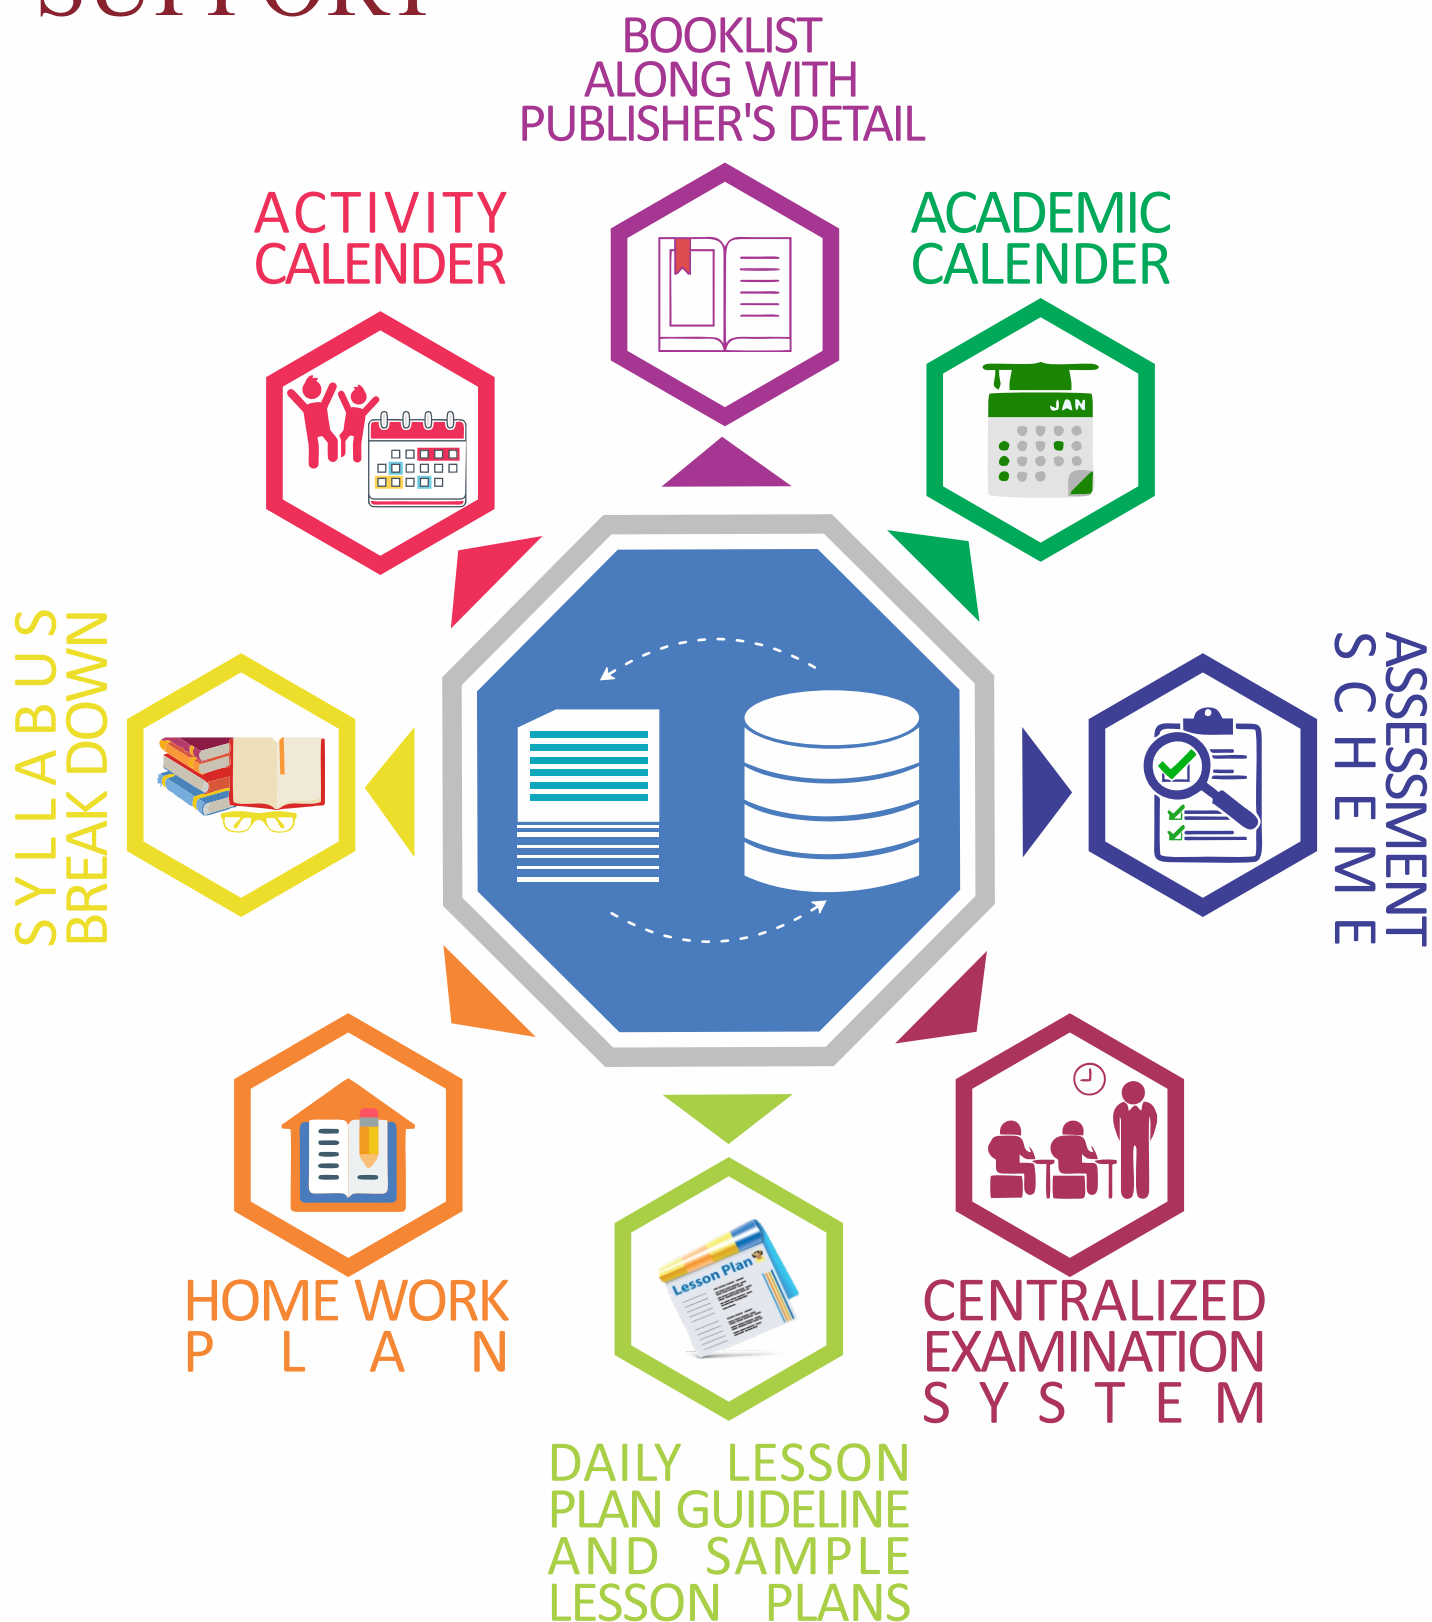 SUPPORT
BOOKLIST
ALONG WITH
PUBLISHER'S DETAIL
ACTIVITY
CALENDER
ACADEMIC
CALENDER
JAN
SYLLABUS
BREAK DOWN
ASSESSMENT
SCHEME
Lesson Plan
HOME WORK
PLAN
CENTRALIZED
EXAMINATION
SYSTEM
DAILY LESSON
PLAN GUIDELINE
AND SAMPLE
LESSON PLANS